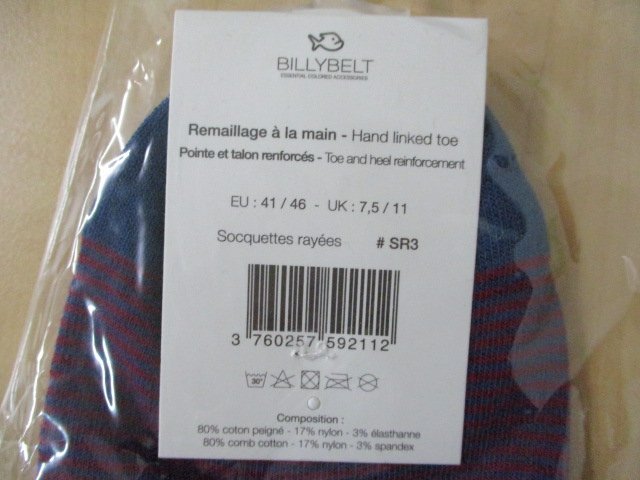 BILLYBELT
ESSENTIAL COLORED ACCESSORIES
Remaillage à la main - Hand linked toe
Pointe et talon renforcés - Toe and heel reinforcement
EU : 41 / 46 - UK : 7,5 / 11
Socquettes rayées # SR3
3 760257 592112
30°
Composition :
80% coton peigné - 17% nylon - 3% élasthanne
80% comb cotton - 17% nylon - 3% spandex